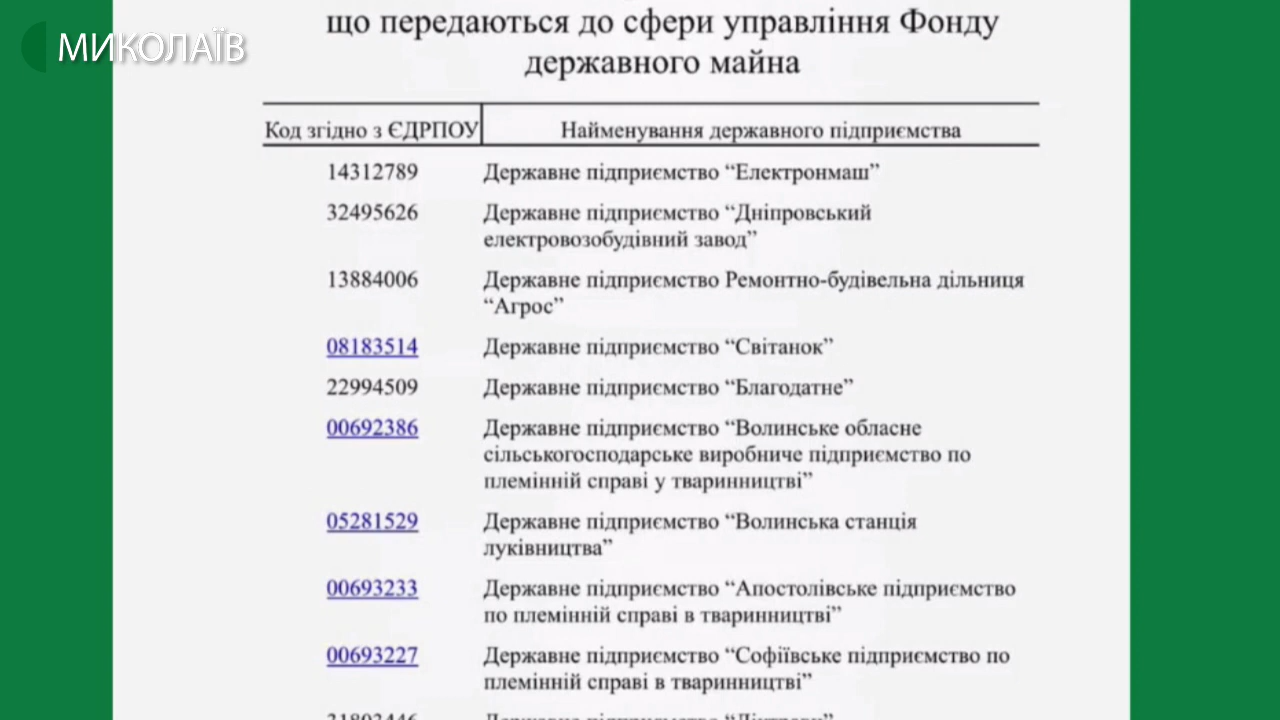 МИКОЛАЇВ
що передаються до сфери управління Фонду
державного майна
Код згідно з ЄДРПОУ Найменування державного підприємства
14312789 Державне підприємство “Електронмаш”
32495626 Державне підприємство “Дніпровський
електровозобудівний завод”
13884006 Державне підприємство Ремонтно-будівельна дільниця
“Агрос”
08183514 Державне підприємство “Світанок”
22994509 Державне підприємство “Благодатне”
00692386 Державне підприємство “Волинське обласне
сільськогосподарське виробниче підприємство по
племінній справі у тваринництві”
05281529 Державне підприємство “Волинська станція
луківництва”
00693233 Державне підприємство “Апостолівське підприємство
по племінній справі в тваринництві”
00693227 Державне підприємство “Софіївське підприємство по
племінній справі в тваринництві”
Державне підприємство